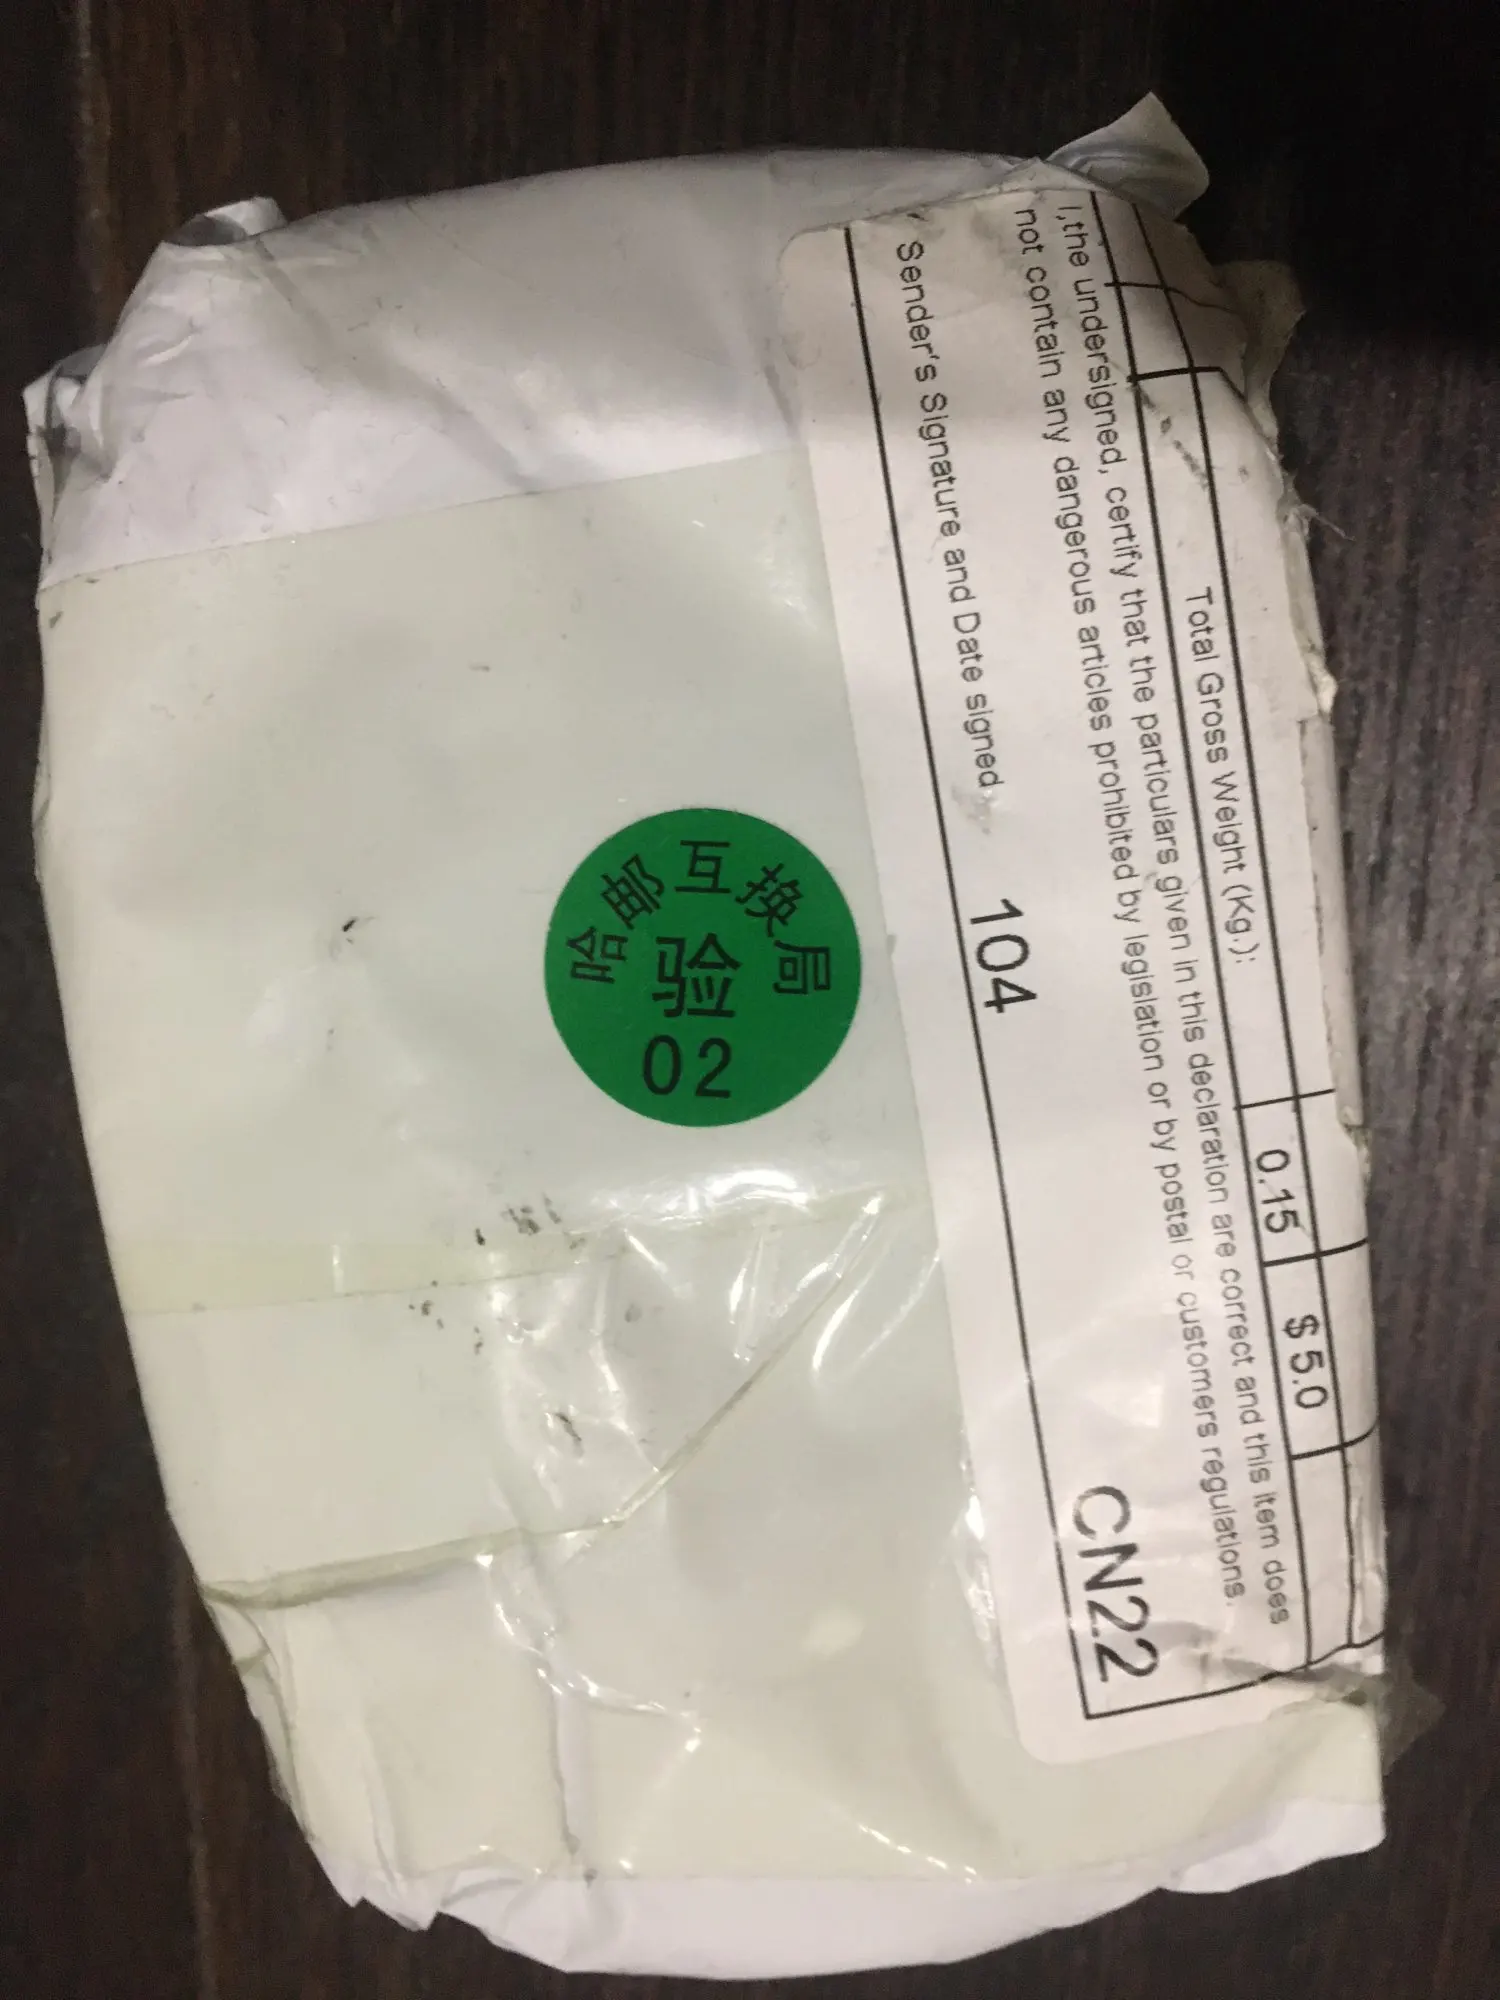 Total Gross Weight (Kg.): 0.15 $ 5.0
I,the undersigned, certify that the particulars given in this declaration are correct and this item does
not contain any dangerous articles prohibited by legislation or by postal or customers regulations.
Sender's Signature and Date signed 104 CN22
哈邮互换局
验
02